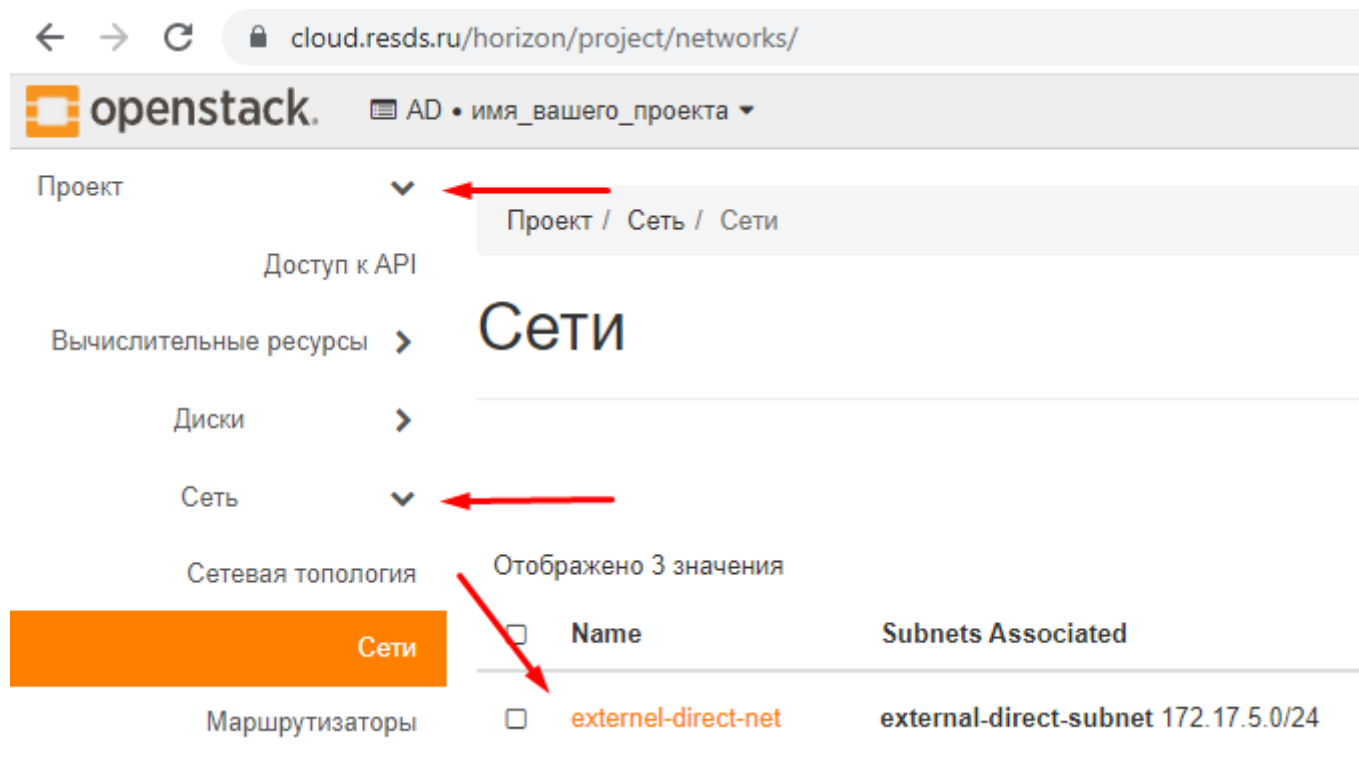 cloud.resds.ru/horizon/project/networks/
openstack. AD • имя_вашего_проекта
Проект
Проект / Сеть / Сети
Доступ к API
Сети
Вычислительные ресурсы
Диски
Сеть
Отображено 3 значения
Сетевая топология
Name Subnets Associated
Сети
Маршрутизаторы
externel-direct-net external-direct-subnet 172.17.5.0/24